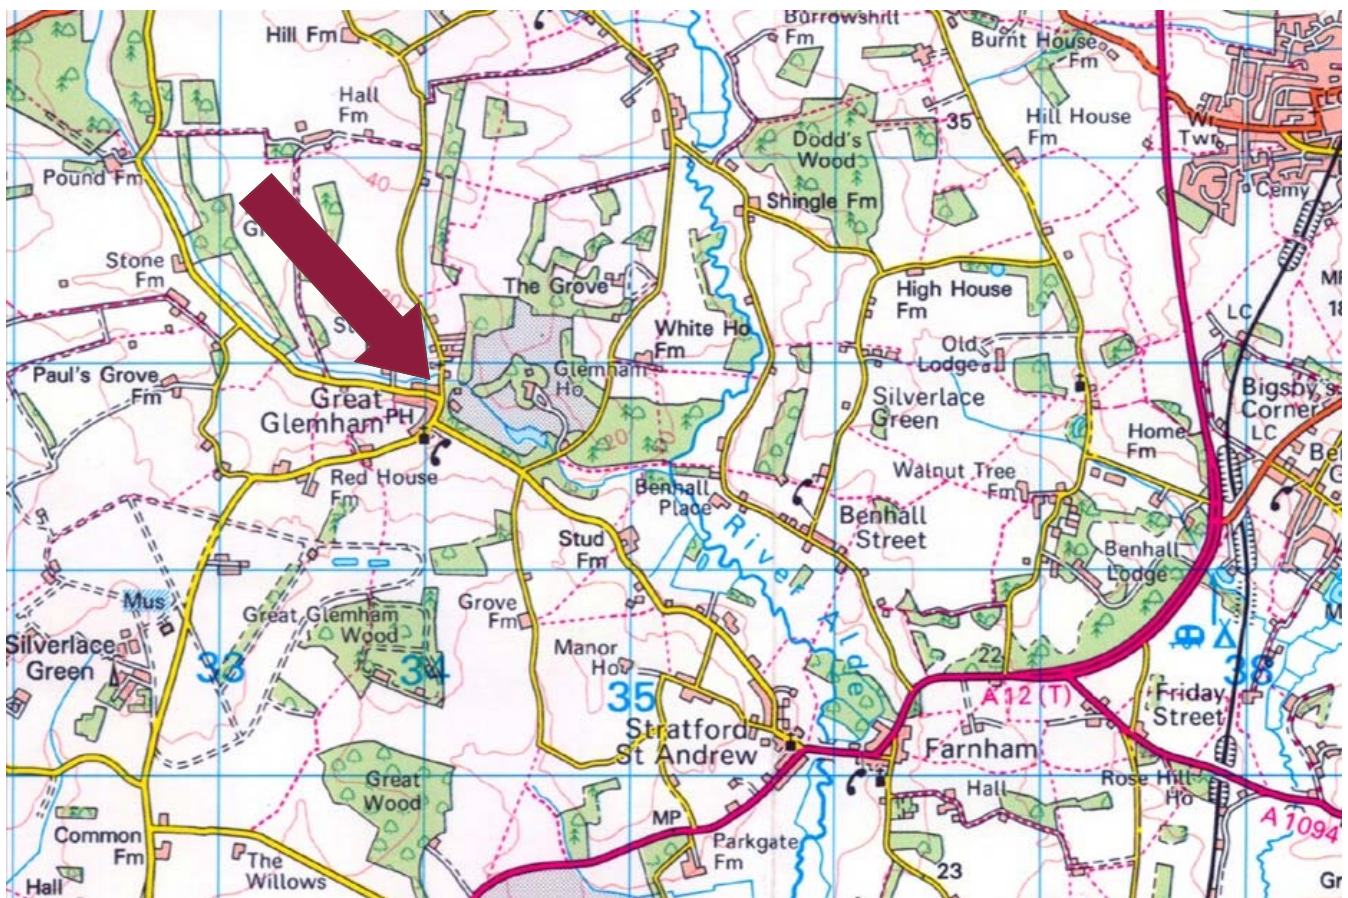 Hill Fm
Burrowshill
Fm
Burnt House
Fm
Hall
Fm
35
Hill House
Fm
Wr
Twr
Dodd's
Wood
Pound Fm
40
Cemy
Shingle Fm
Stone
Fm
The Grove
High House
Fm
LC
White Ho
Fm
Old
Lodge
Paul's Grove
Fm
Glemham
Ho
Great
Glemham
PH
Silverlace
Green
Bigsby's
Corner
LC
20
Home
Fm
Red House
Fm
Walnut Tree
Fm
Benhall
Place
Benhall
Street
River Alde
Stud
Fm
Benhall
Lodge
Mus
Great Glemham
Wood
Grove
Fm
Silverlace
Green
33
34
Manor
Ho
35
22
A 12 (T)
38
Friday
Street
Stratford
St Andrew
Farnham
Great
Wood
Hall
Rose Hill
Ho
MP
A 1094
Common
Fm
Parkgate
Fm
The
Willows
23
Hall